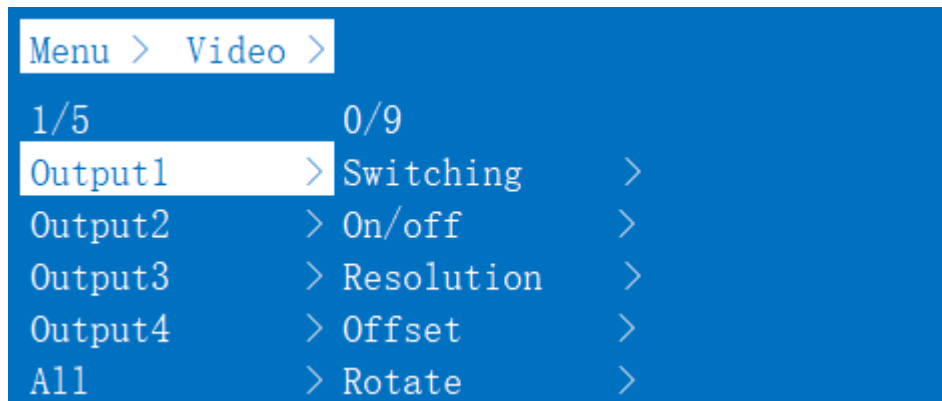 Menu > Video >
1/5 0/9
Output1 > Switching >
Output2 > On/off >
Output3 > Resolution >
Output4 > Offset >
All > Rotate >